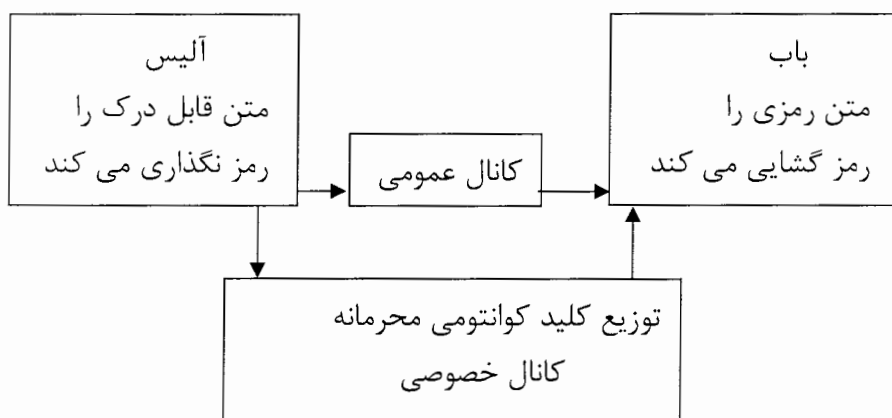 آلیس
متن قابل درک را
رمز نگذاری می کند
کانال عمومی
باب
متن رمزی را
رمز گشایی می کند
توزیع کلید کوانتومی محرمانه
کانال خصوصی